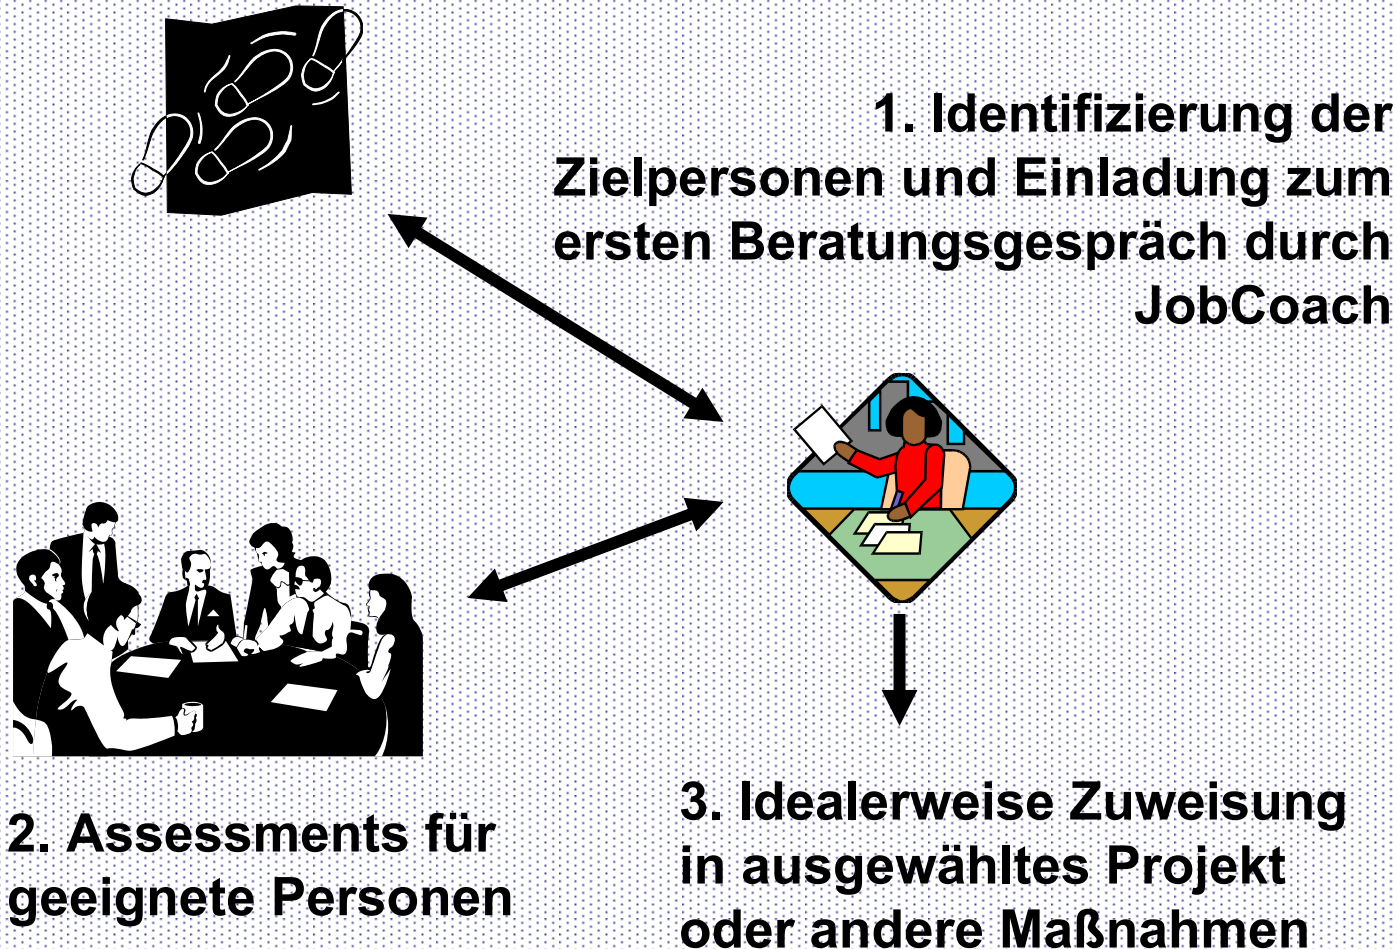 1. Identifizierung der
Zielpersonen und Einladung zum
ersten Beratungsgespräch durch
JobCoach
2. Assessments für
geeignete Personen
3. Idealerweise Zuweisung
in ausgewähltes Projekt
oder andere Maßnahmen